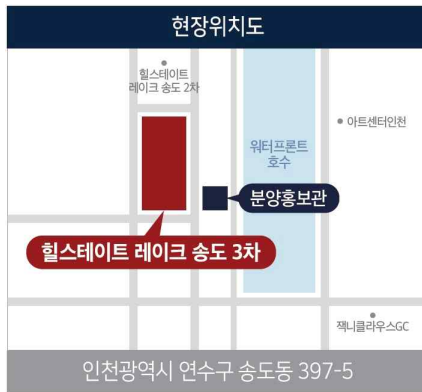 현장위치도
힐스테이트
레이크 송도 2차
아트센터인천
워터프론트
호수
분양홍보관
힐스테이트 레이크 송도 3차
잭니클라우스GC
인천광역시 연수구 송도동 397-5